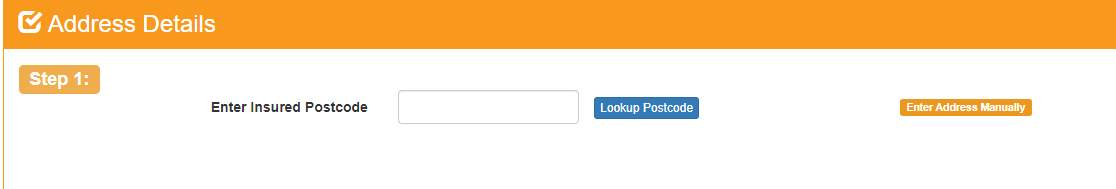 Address Details
Step 1:
Enter Insured Postcode
Lookup Postcode
Enter Address Manually